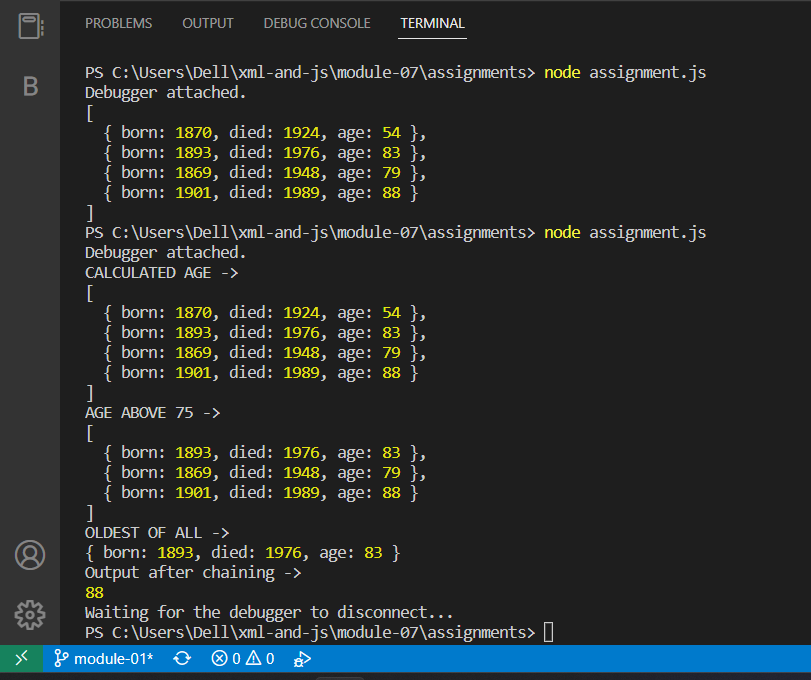 PROBLEMS OUTPUT DEBUG CONSOLE TERMINAL
B
PS C:\Users\Dell\xml-and-js\module-07\assignments> node assignment.js
Debugger attached.
[
  { born: 1870, died: 1924, age: 54 },
  { born: 1893, died: 1976, age: 83 },
  { born: 1869, died: 1948, age: 79 },
  { born: 1901, died: 1989, age: 88 }
]
PS C:\Users\Dell\xml-and-js\module-07\assignments> node assignment.js
Debugger attached.
CALCULATED AGE ->
[
  { born: 1870, died: 1924, age: 54 },
  { born: 1893, died: 1976, age: 83 },
  { born: 1869, died: 1948, age: 79 },
  { born: 1901, died: 1989, age: 88 }
]
AGE ABOVE 75 ->
[
  { born: 1893, died: 1976, age: 83 },
  { born: 1869, died: 1948, age: 79 },
  { born: 1901, died: 1989, age: 88 }
]
OLDEST OF ALL ->
{ born: 1893, died: 1976, age: 83 }
Output after chaining ->
88
Waiting for the debugger to disconnect...
PS C:\Users\Dell\xml-and-js\module-07\assignments>
module-01* 0 0